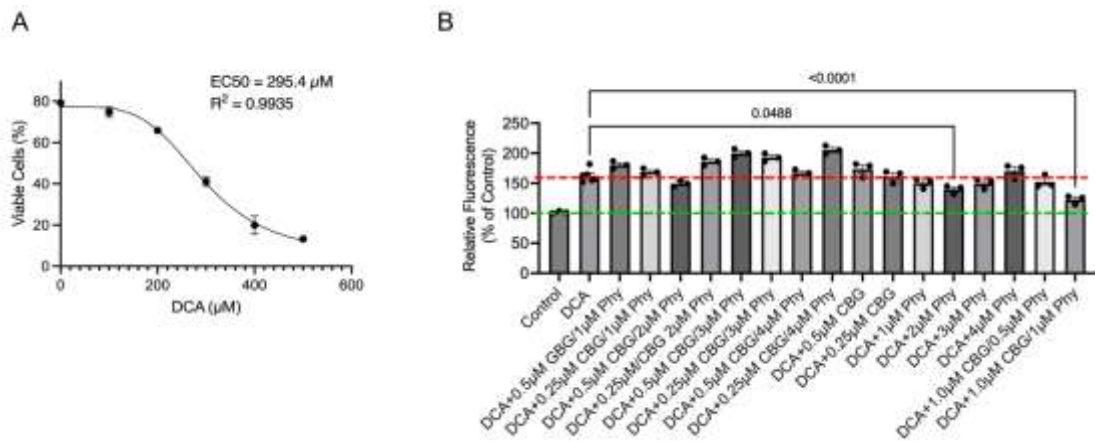 A
EC50 = 295.4 µM
R² = 0.9935
Viable Cells (%)
80
60
40
20
0
0
200
400
600
DCA (µM)
B
<0.0001
0.0488
Relative Fluorescence
(% of Control)
250
200
150
100
50
0
Control
DCA
DCA+0.5µM GBG/1µM Phy
DCA+0.25µM CBG/1µM Phy
DCA+0.5µM CBG/2µM Phy
DCA+0.25µM/CBG 2µM Phy
DCA+0.5µM CBG/3µM Phy
DCA+0.25µM CBG/3µM Phy
DCA+0.5µM CBG/4µM Phy
DCA+0.25µM CBG/4µM Phy
DCA+0.5µM CBG
DCA+0.25µM CBG
DCA+1µM Phy
DCA+2µM Phy
DCA+3µM Phy
DCA+4µM Phy
DCA+1.0µM CBG/0.5µM Phy
DCA+1.0µM CBG/1µM Phy